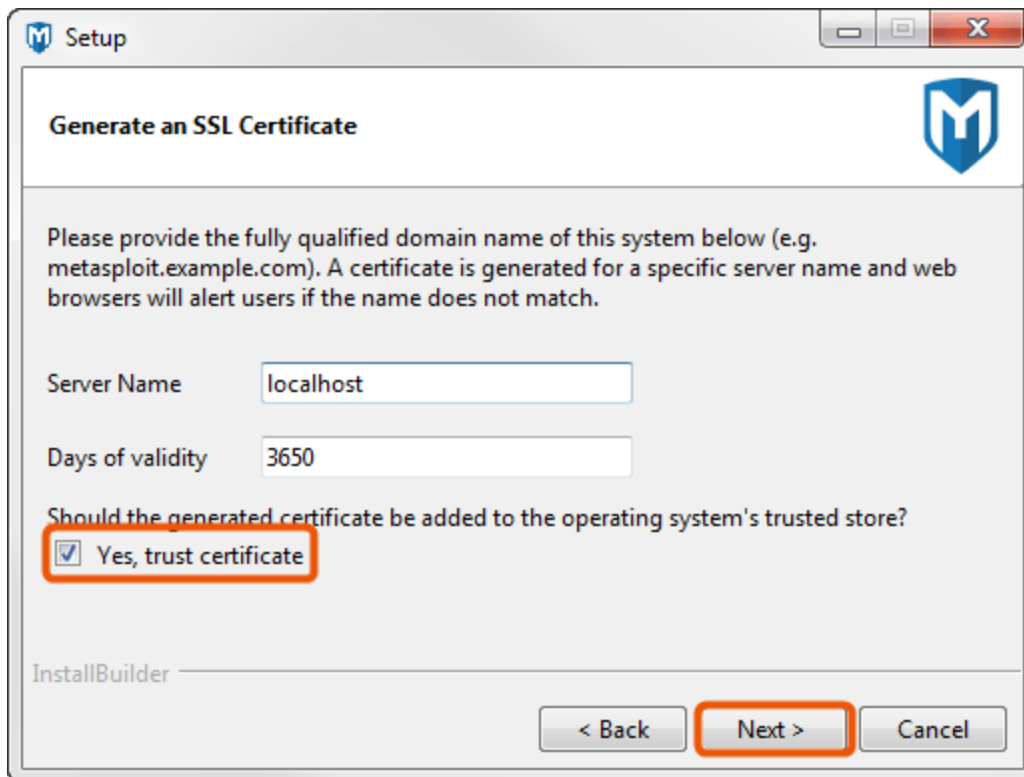 Setup
Generate an SSL Certificate
Please provide the fully qualified domain name of this system below (e.g.
metasploit.example.com). A certificate is generated for a specific server name and web
browsers will alert users if the name does not match.
Server Name localhost
Days of validity 3650
Should the generated certificate be added to the operating system's trusted store?
Yes, trust certificate
InstallBuilder
< Back Next > Cancel